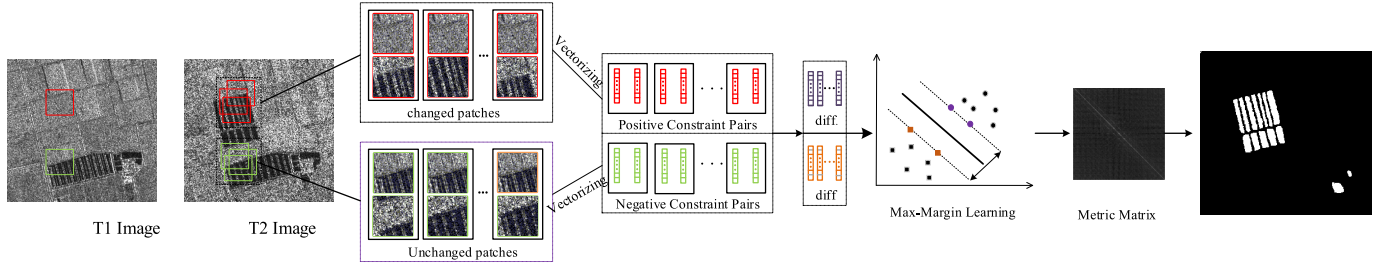 T1 Image
T2 Image
changed patches
Unchanged patches
Vectorizing
Vectorizing
Positive Constraint Pairs
Negative Constraint Pairs
diff.
diff
Max-Margin Learning
Metric Matrix